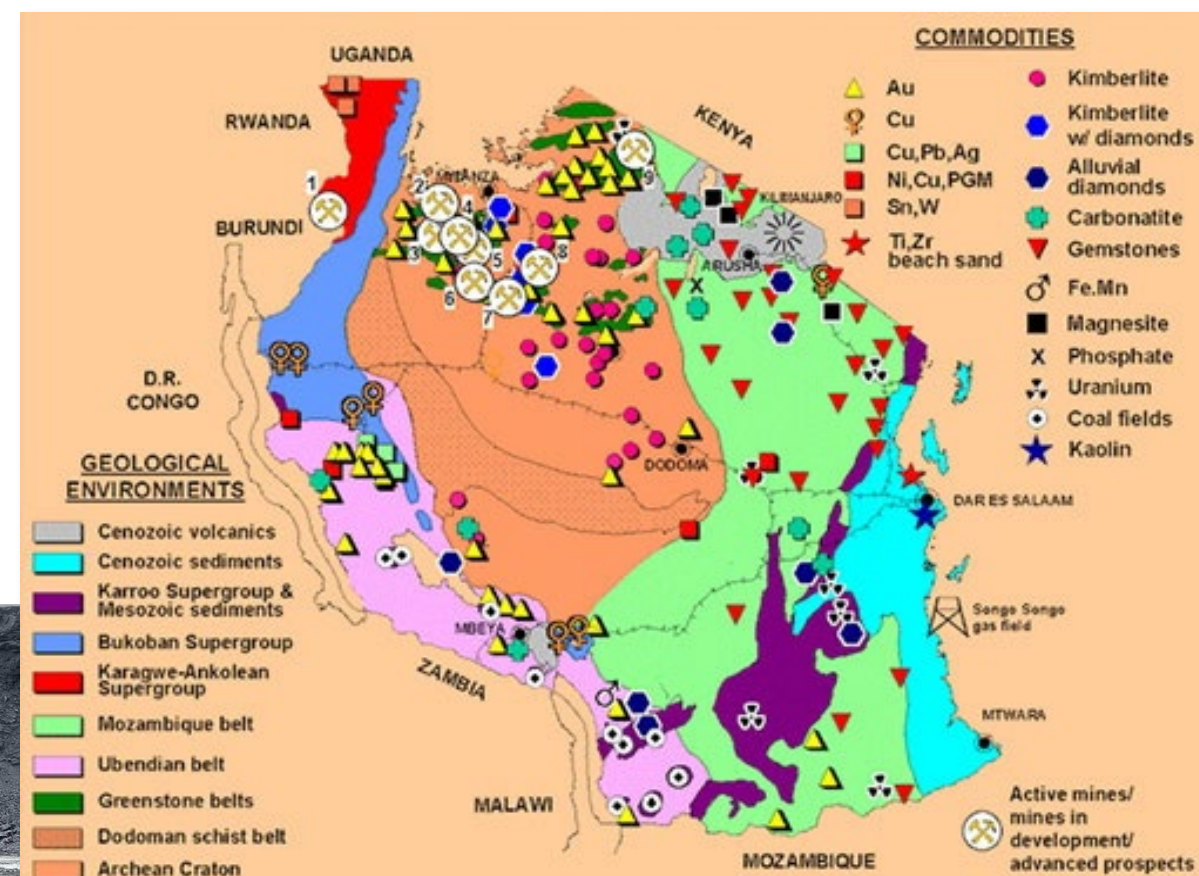 UGANDA
RWANDA
BURUNDI
D.R.
CONGO
KENYA
KILIMANJARO
ARUSHA
DODOMA
DAR ES SALAAM
Songo Songo
gas field
MBEYA
ZAMBIA
MTWARA
MALAWI
MOZAMBIQUE
1
2
3
4
5
6
7
8
9
COMMODITIES
Au
Cu
Cu,Pb,Ag
Ni,Cu,PGM
Sn,W
Ti,Zr
beach sand
Kimberlite
Kimberlite
w/ diamonds
Alluvial
diamonds
Carbonatite
Gemstones
Fe.Mn
Magnesite
X Phosphate
Uranium
Coal fields
Kaolin
GEOLOGICAL
ENVIRONMENTS
Cenozoic volcanics
Cenozoic sediments
Karroo Supergroup &
Mesozoic sediments
Bukoban Supergroup
Karagwe-Ankolean
Supergroup
Mozambique belt
Ubendian belt
Greenstone belts
Dodoman schist belt
Archean Craton
Active mines/
mines in
development/
advanced prospects